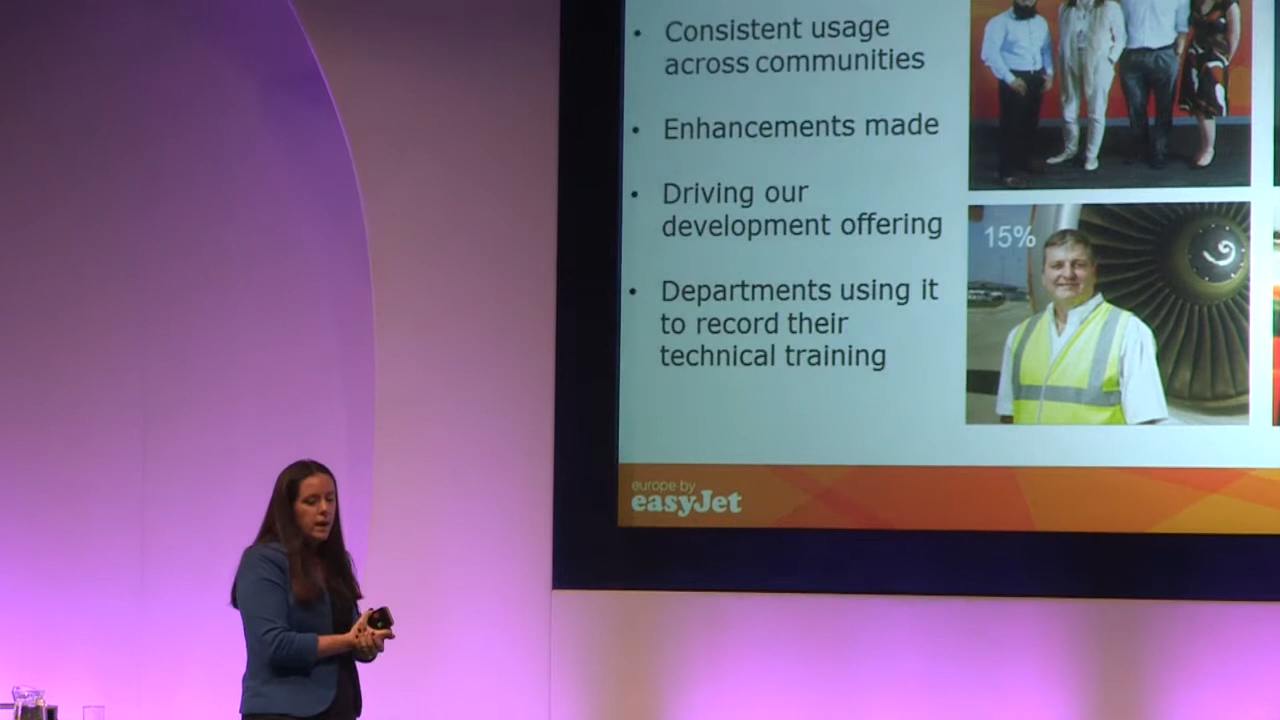 • Consistent usage
across communities
• Enhancements made
• Driving our
development offering
• Departments using it
to record their
technical training
15%
europe by
easyJet